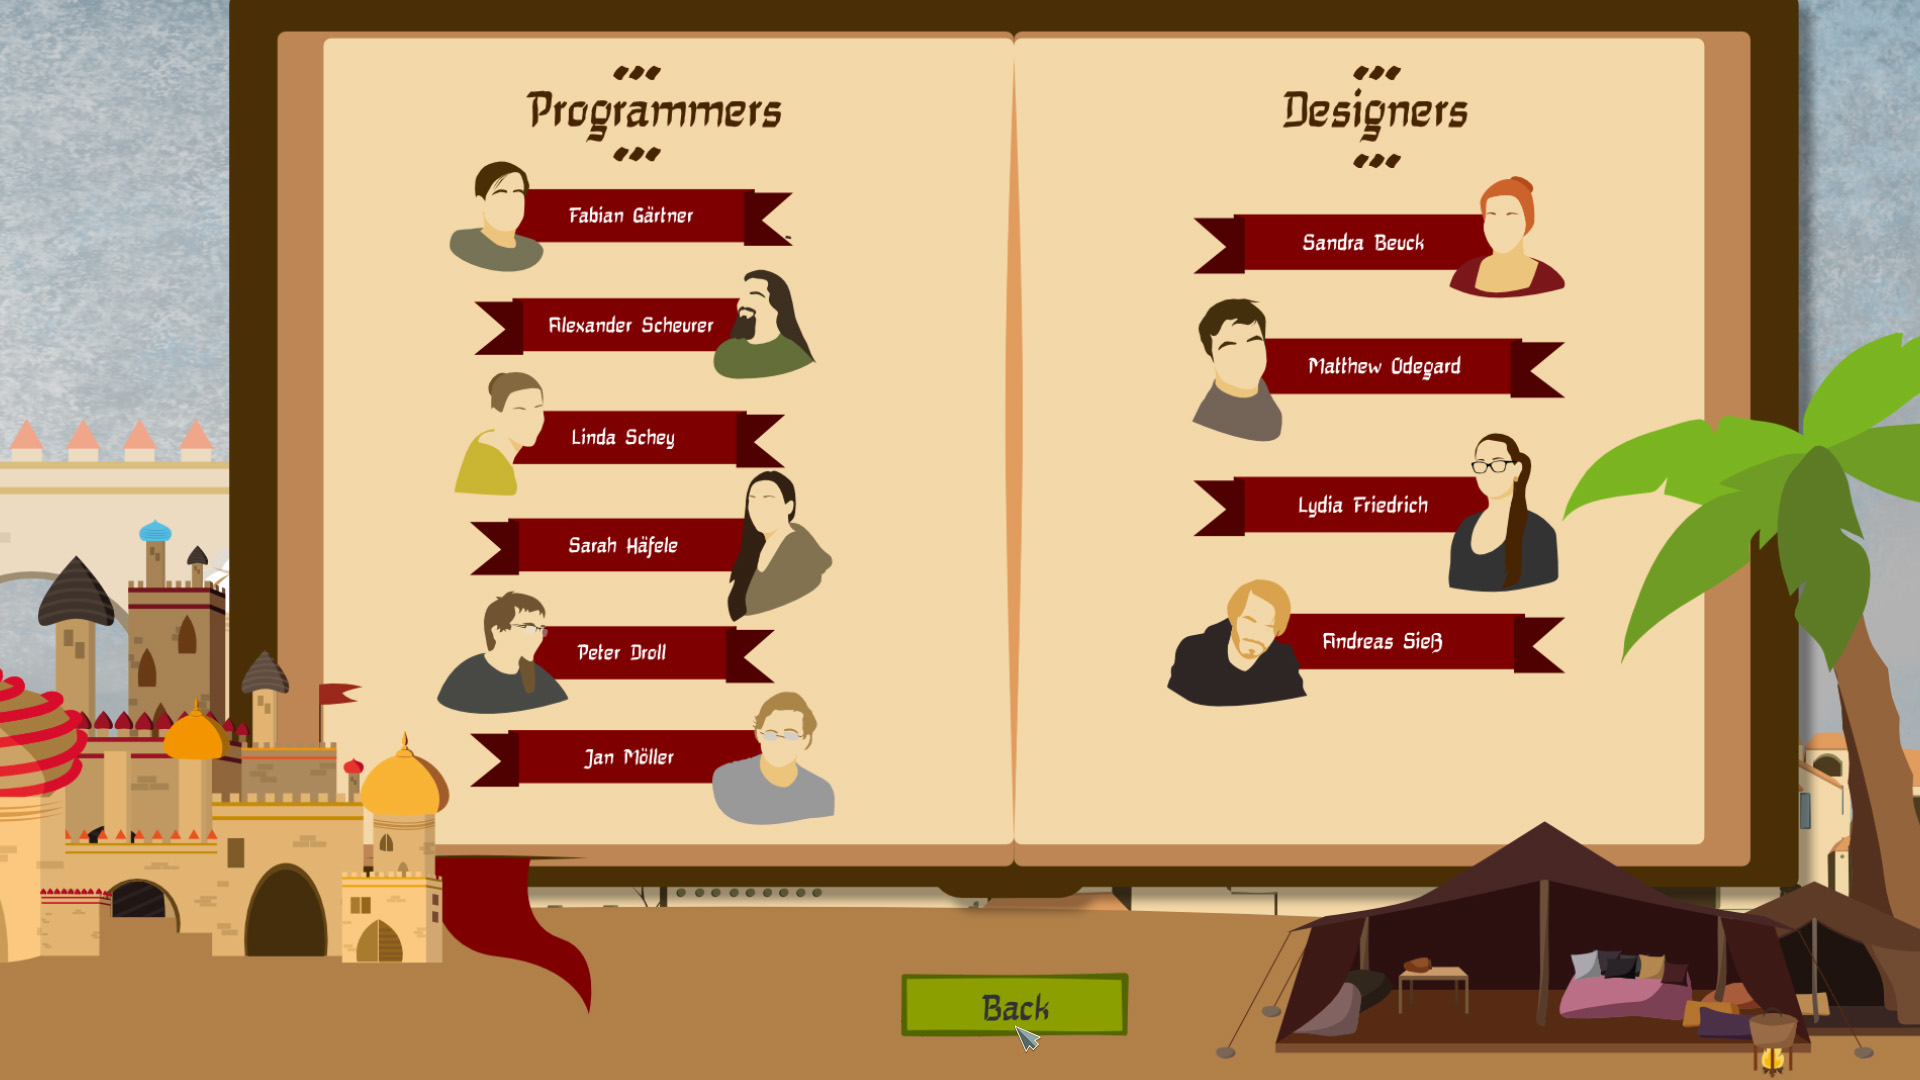 Programmers
Fabian Gärtner
Alexander Scheurer
Linda Schey
Sarah Häfele
Peter Droll
Jan Möller
Designers
Sandra Beuck
Matthew Odegard
Lydia Friedrich
Andreas Sieß
Back